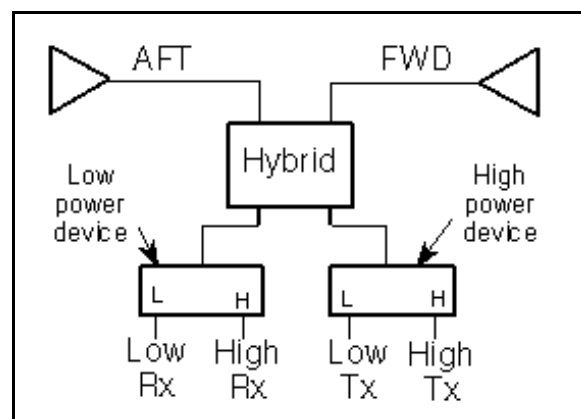 AFT
FWD
Hybrid
Low
power
device
High
power
device
L
H
L
H
Low
Rx
High
Rx
Low
Tx
High
Tx